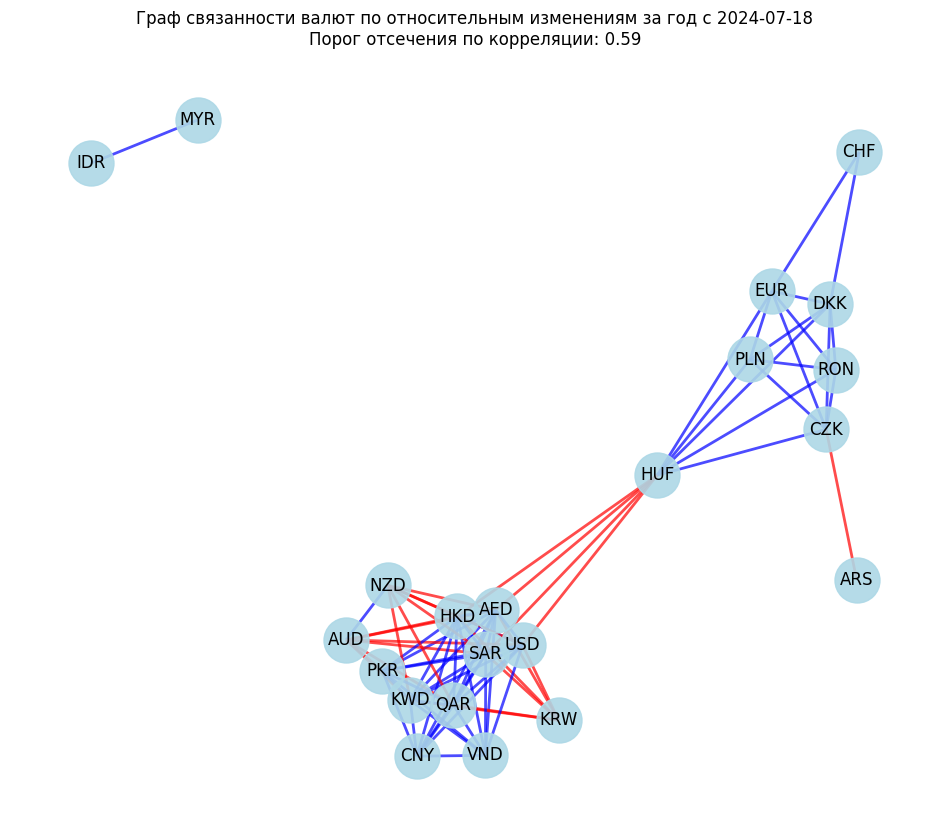 Граф связанности валют по относительным изменениям за год с 2024-07-18
Порог отсечения по корреляции: 0.59
MYR
IDR
CHF
EUR
DKK
PLN
RON
CZK
HUF
ARS
NZD
HKD
AED
AUD
USD
SAR
PKR
KWD
QAR
KRW
CNY
VND